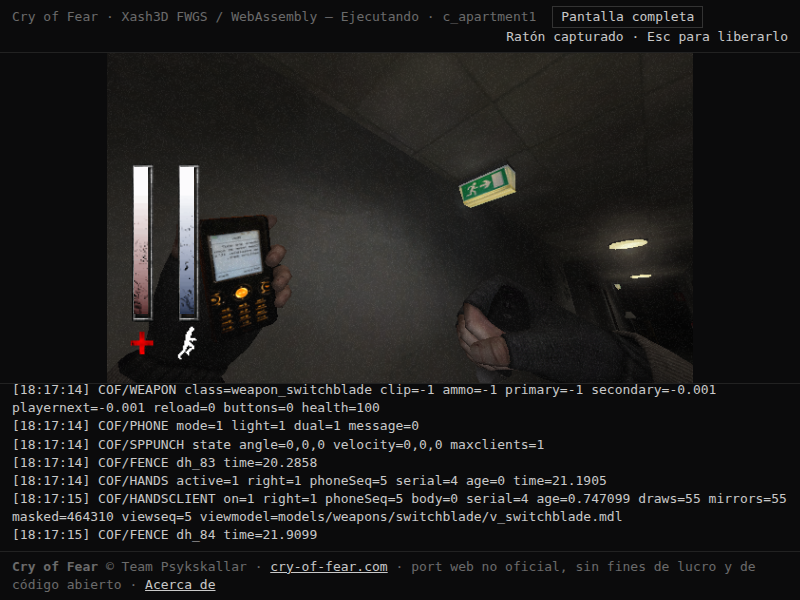 Cry of Fear · Xash3D FWGS / WebAssembly — Ejecutando · c_apartment1
Pantalla completa
Ratón capturado · Esc para liberarlo
[18:17:14] COF/WEAPON class=weapon_switchblade clip=-1 ammo=-1 primary=-1 secondary=-0.001
playernext=-0.001 reload=0 buttons=0 health=100
[18:17:14] COF/PHONE mode=1 light=1 dual=1 message=0
[18:17:14] COF/SPPUNCH state angle=0,0,0 velocity=0,0,0 maxclients=1
[18:17:14] COF/FENCE dh_83 time=20.2858
[18:17:14] COF/HANDS active=1 right=1 phoneSeq=5 serial=4 age=0 time=21.1905
[18:17:15] COF/HANDSCLIENT on=1 right=1 phoneSeq=5 body=0 serial=4 age=0.747099 draws=55 mirrors=55
masked=464310 viewseq=5 viewmodel=models/weapons/switchblade/v_switchblade.mdl
[18:17:15] COF/FENCE dh_84 time=21.9099
Cry of Fear © Team Psykskallar · cry-of-fear.com · port web no oficial, sin fines de lucro y de
código abierto · Acerca de